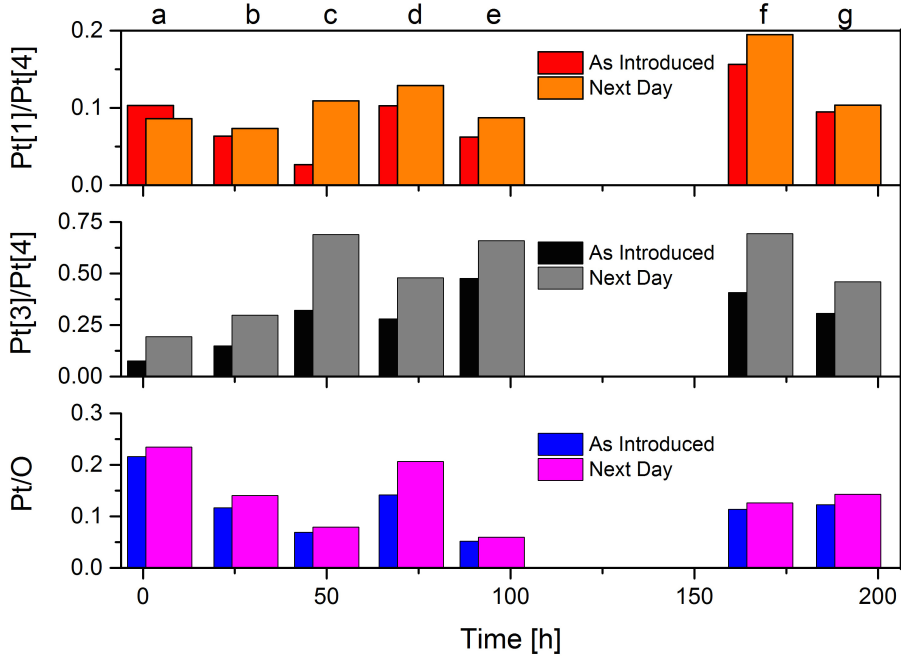 a b c d e f g
0.2
0.1
0.0
Pt[1]/Pt[4]
As Introduced
Next Day
0.75
0.50
0.25
0.00
Pt[3]/Pt[4]
As Introduced
Next Day
0.3
0.2
0.1
0.0
Pt/O
As Introduced
Next Day
0 50 100 150 200
Time [h]